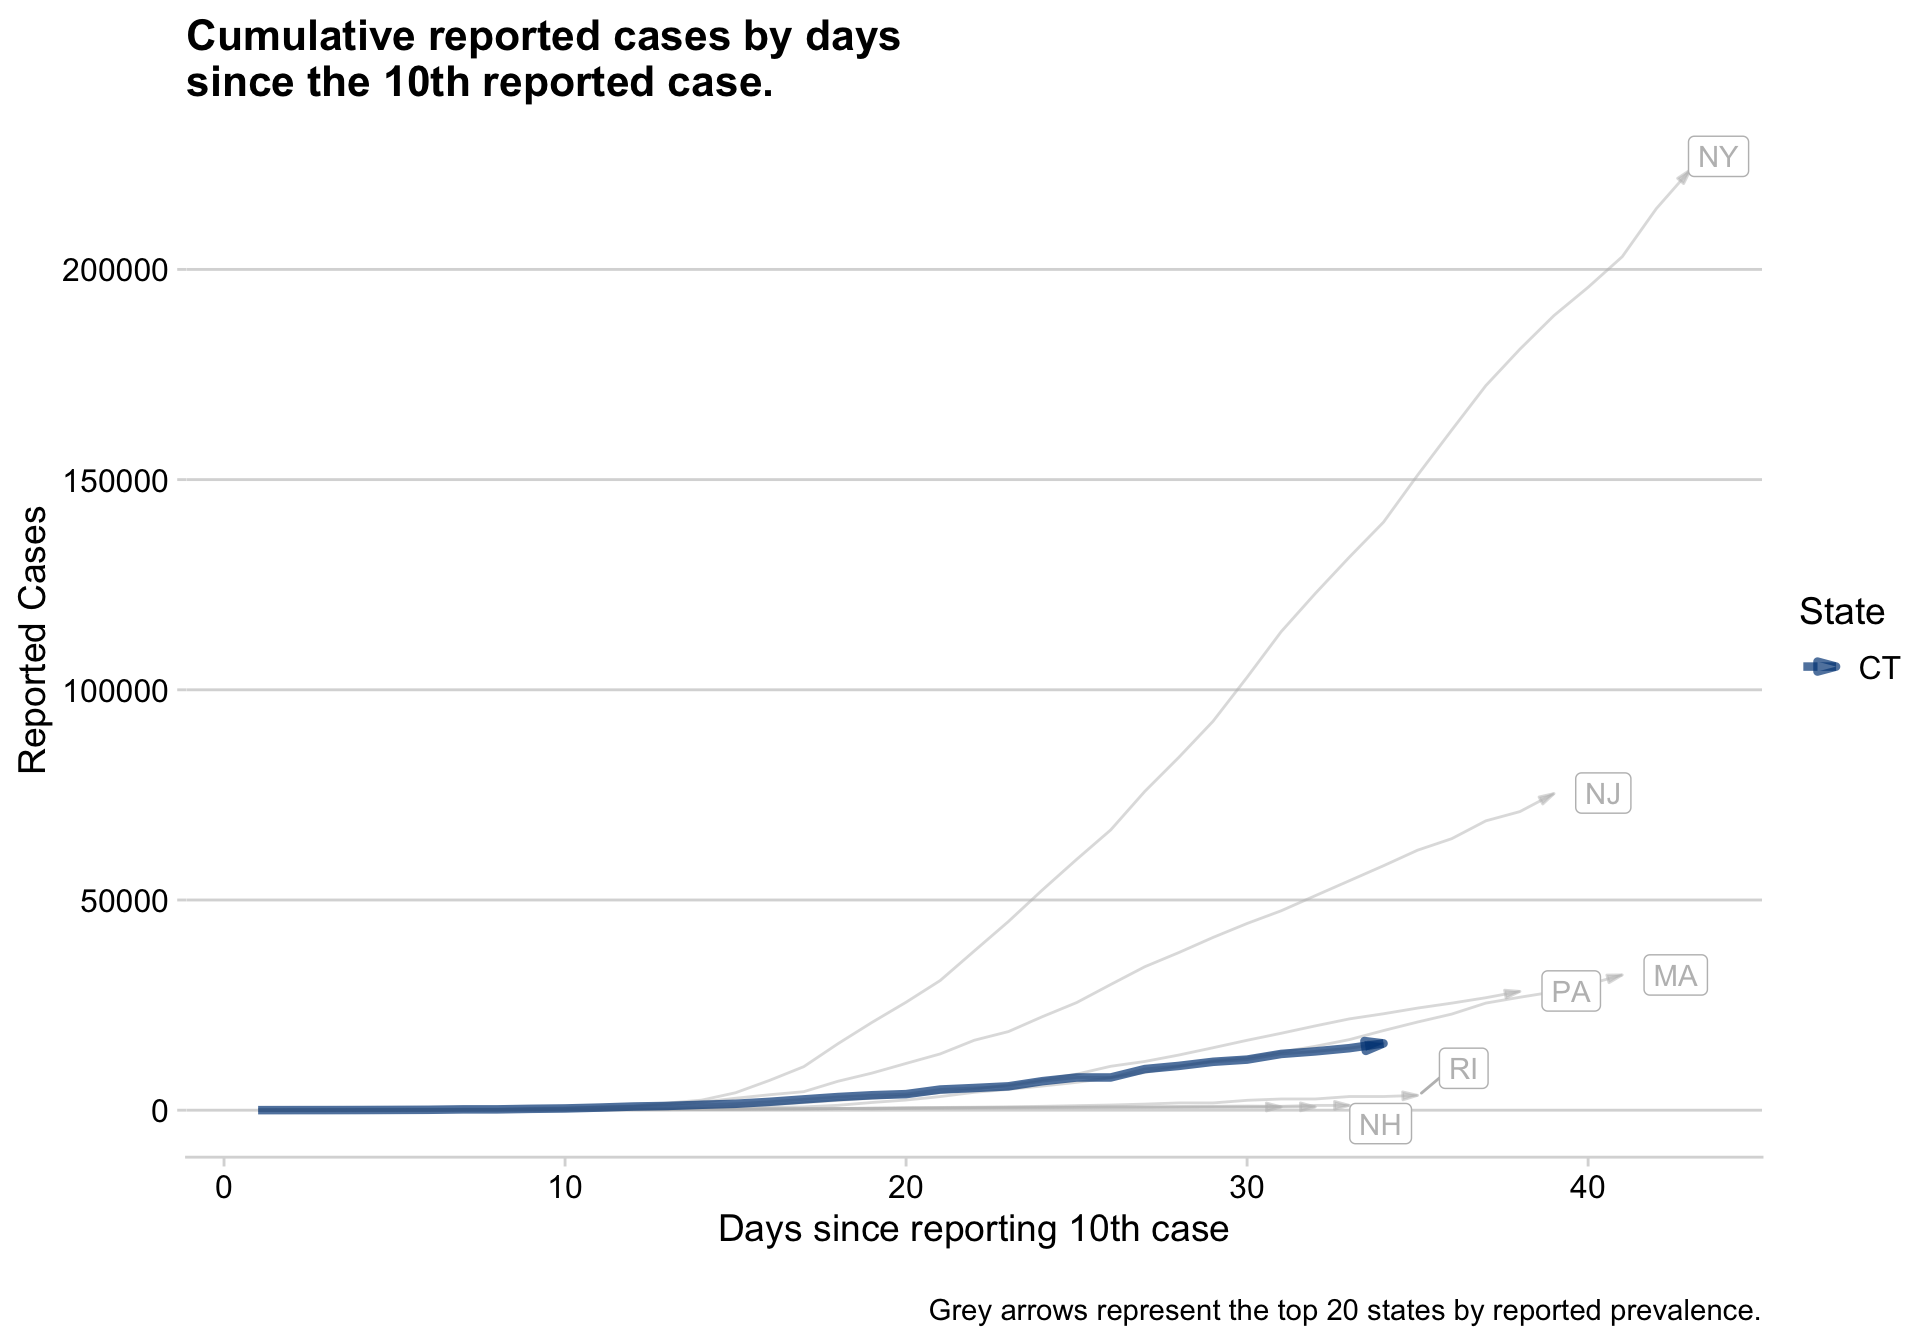 Cumulative reported cases by days
since the 10th reported case.
NY
200000
150000
100000
50000
0
Reported Cases
NJ
MA
PA
RI
NH
State
CT
0 10 20 30 40
Days since reporting 10th case
Grey arrows represent the top 20 states by reported prevalence.